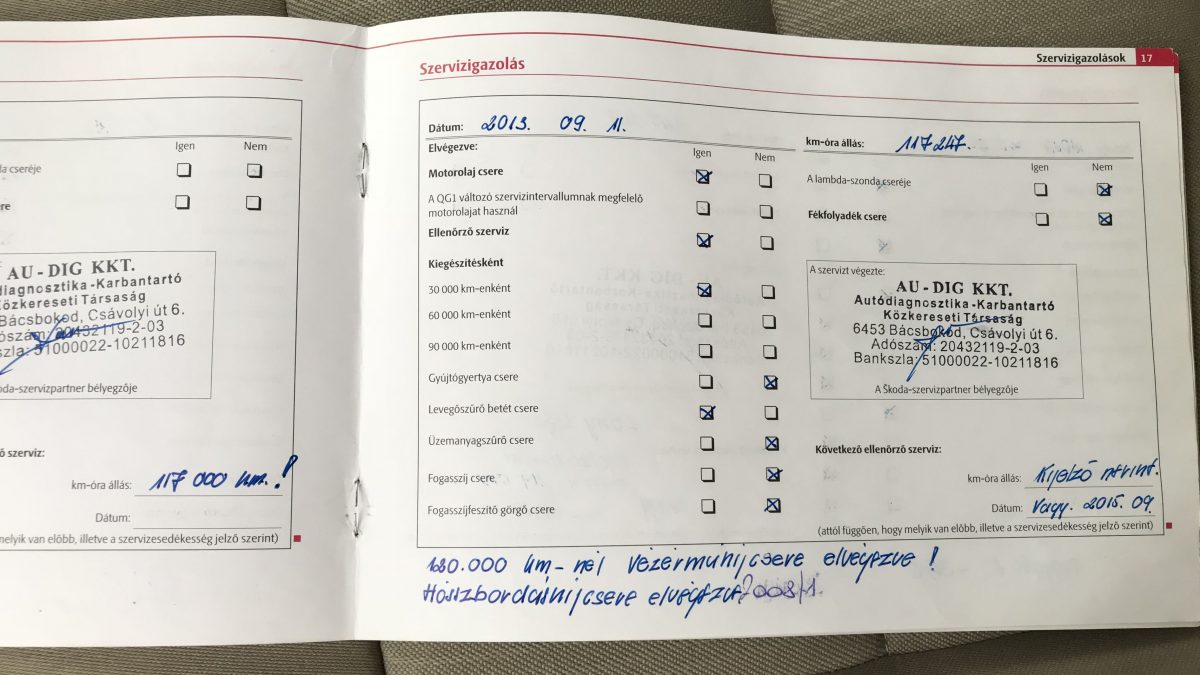 a cseréje
Igen
Nem
re
AU-DIG KKT.
diagnosztika-Karbantartó
Közkereseti Társaság
Bácsbokod, Csávolyi út 6.
ószám: 20432119-2-03
szla: 51000022-10211816
oda-szervizpartner bélyegzője
ő szerviz:
km-óra állás: 117 000 km.!
Dátum:
melyik van előbb, illetve a szervizesedékesség jelző szerint)
Szervizigazolások 17
Szervizigazolás
Dátum: 2013. 09. 11.
Elvégezve:
Igen
Nem
Motorolaj csere
A QG1 változó szervizintervallumnak megfelelő
motorolajat használ
Ellenőrző szerviz
Kiegészítésként
30 000 km-enként
60 000 km-enként
90 000 km-enként
Gyújtógyertya csere
Levegőszűrő betét csere
Üzemanyagszűrő csere
Fogasszíj csere
Fogasszíjfeszítő görgő csere
km-óra állás: 117247.
Igen
Nem
A lambda-szonda cseréje
Fékfolyadék csere
A szervizt végezte:
AU-DIG KKT.
Autódiagnosztika-Karbantartó
Közkereseti Társaság
6453 Bácsbokod, Csávolyi út 6.
Adószám: 20432119-2-03
Bankszla: 51000022-10211816
A Škoda-szervizpartner bélyegzője
Következő ellenőrző szerviz:
km-óra állás: Kijelző szerint.
Dátum: Vagy. 2015. 09.
(attól függően, hogy melyik van előbb, illetve a szervizesedékesség jelző szerint)
km-nél vezérműszíjcsere elvégezve!
Hosszbordásszíjcsere elvégezve